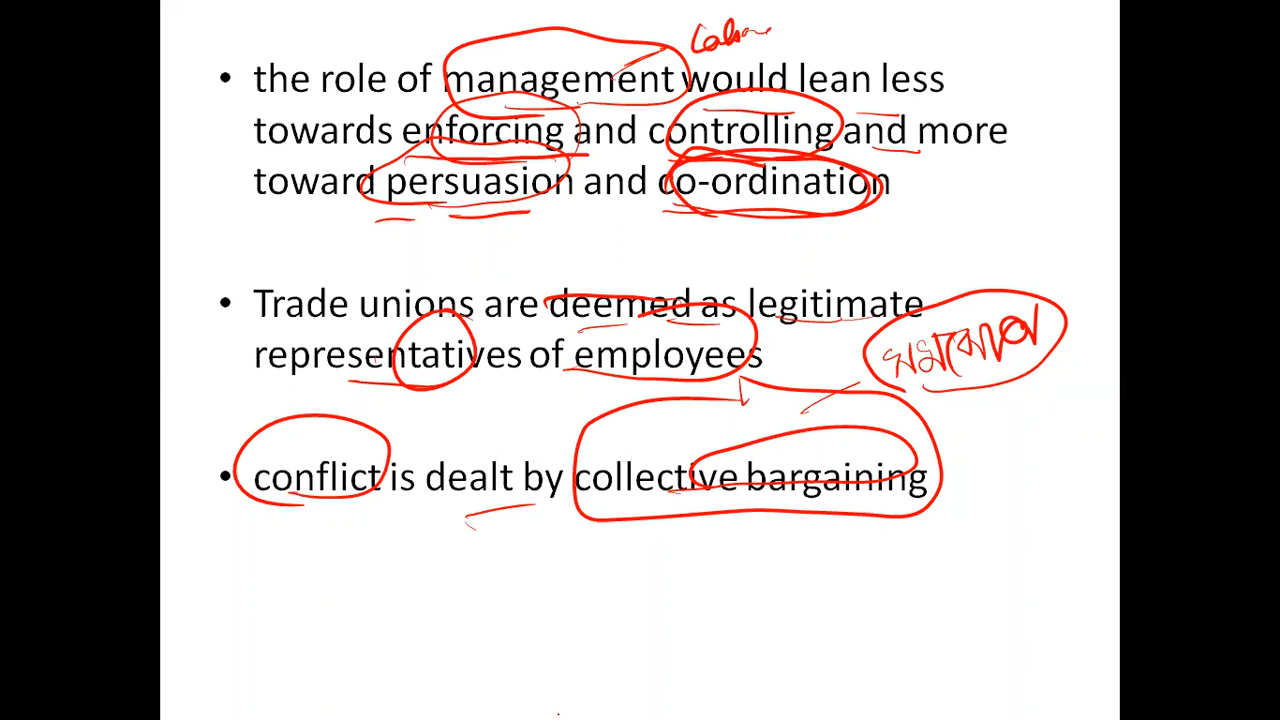 • the role of management would lean less
towards enforcing and controlling and more
toward persuasion and co-ordination
• Trade unions are deemed as legitimate
representatives of employees
• conflict is dealt by collective bargaining